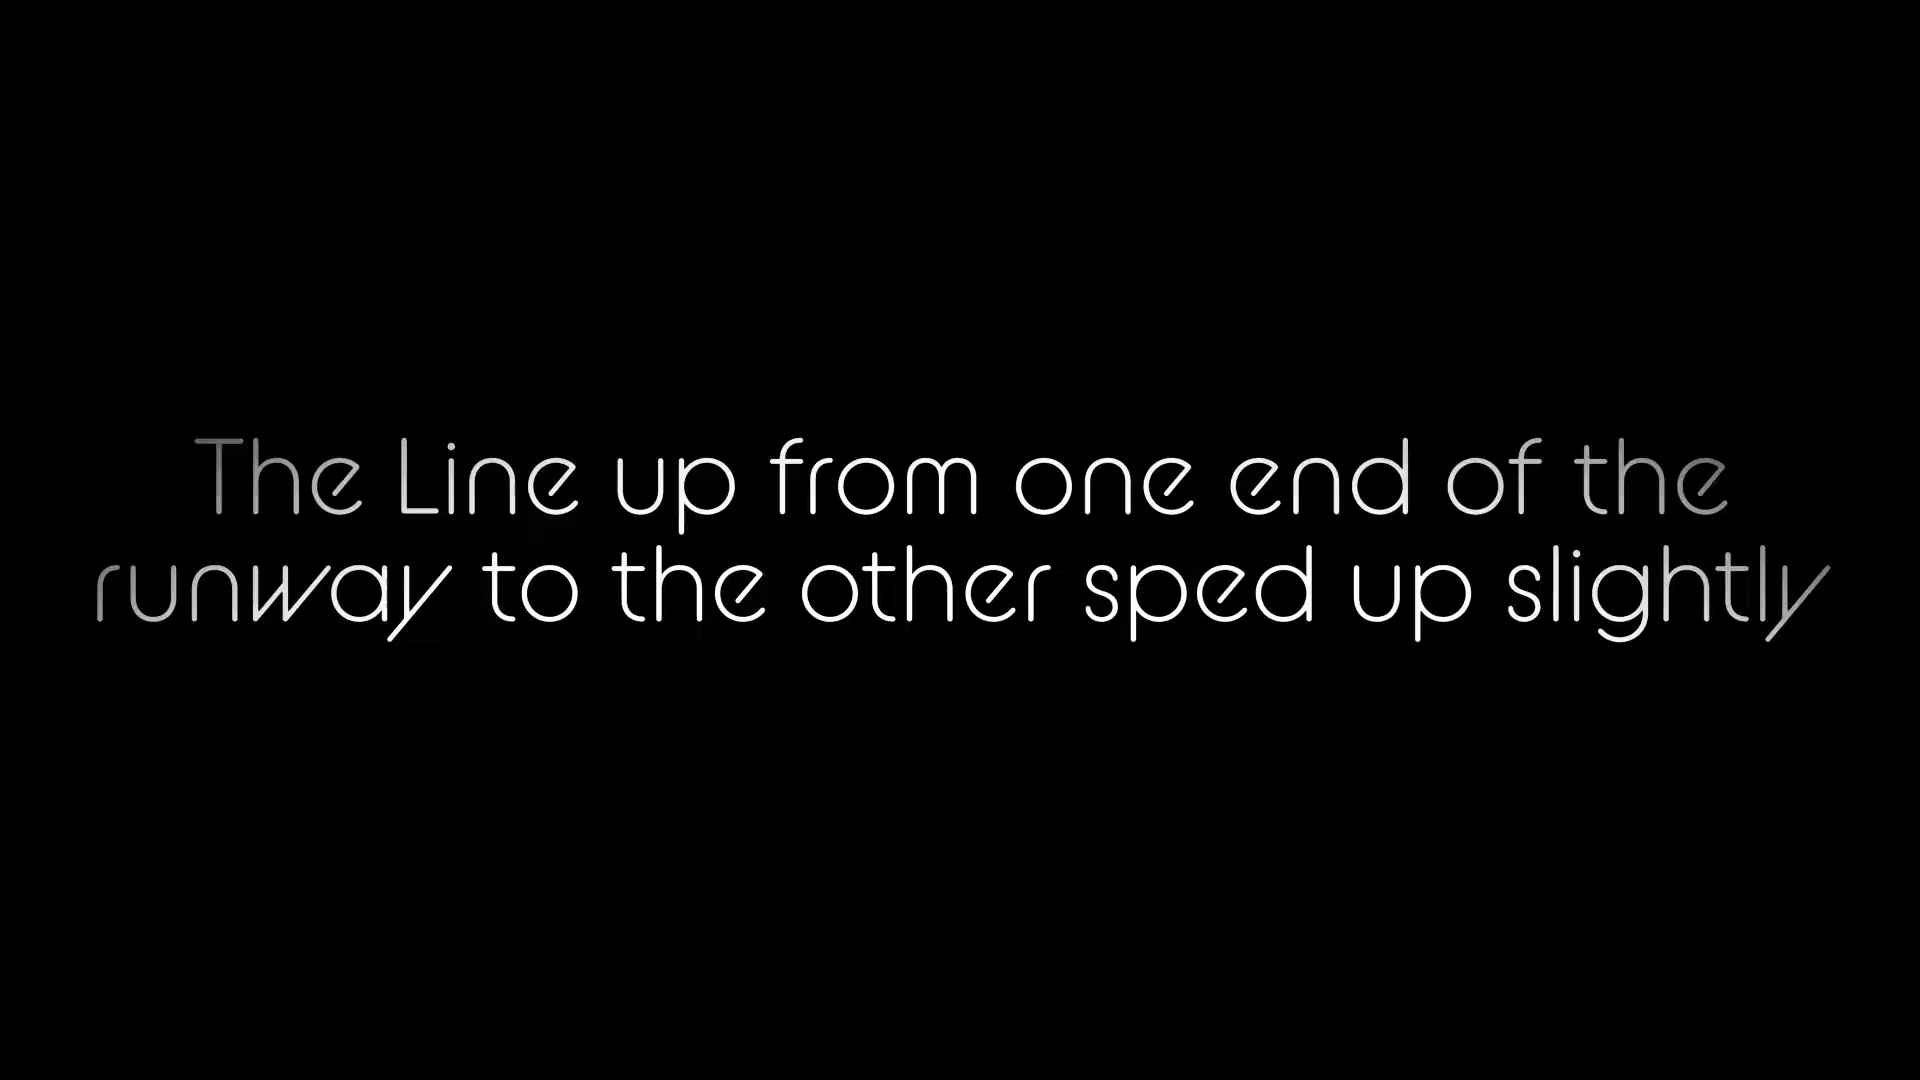 The Line up from one end of the
runway to the other sped up slightly